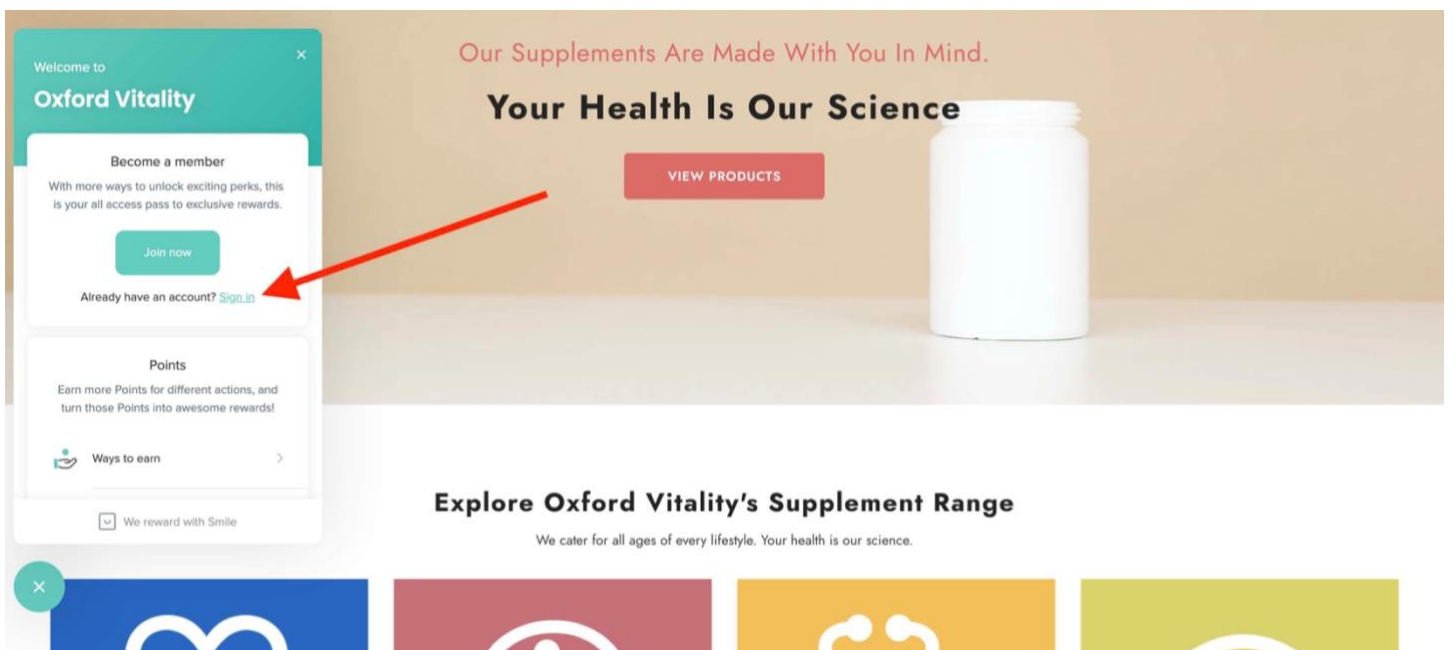 Welcome to
Oxford Vitality
Become a member
With more ways to unlock exciting perks, this
is your all access pass to exclusive rewards.
Join now
Already have an account? Sign in
Points
Earn more Points for different actions, and
turn those Points into awesome rewards!
Ways to earn
We reward with Smile
Our Supplements Are Made With You In Mind.
Your Health Is Our Science
VIEW PRODUCTS
Explore Oxford Vitality's Supplement Range
We cater for all ages of every lifestyle. Your health is our science.